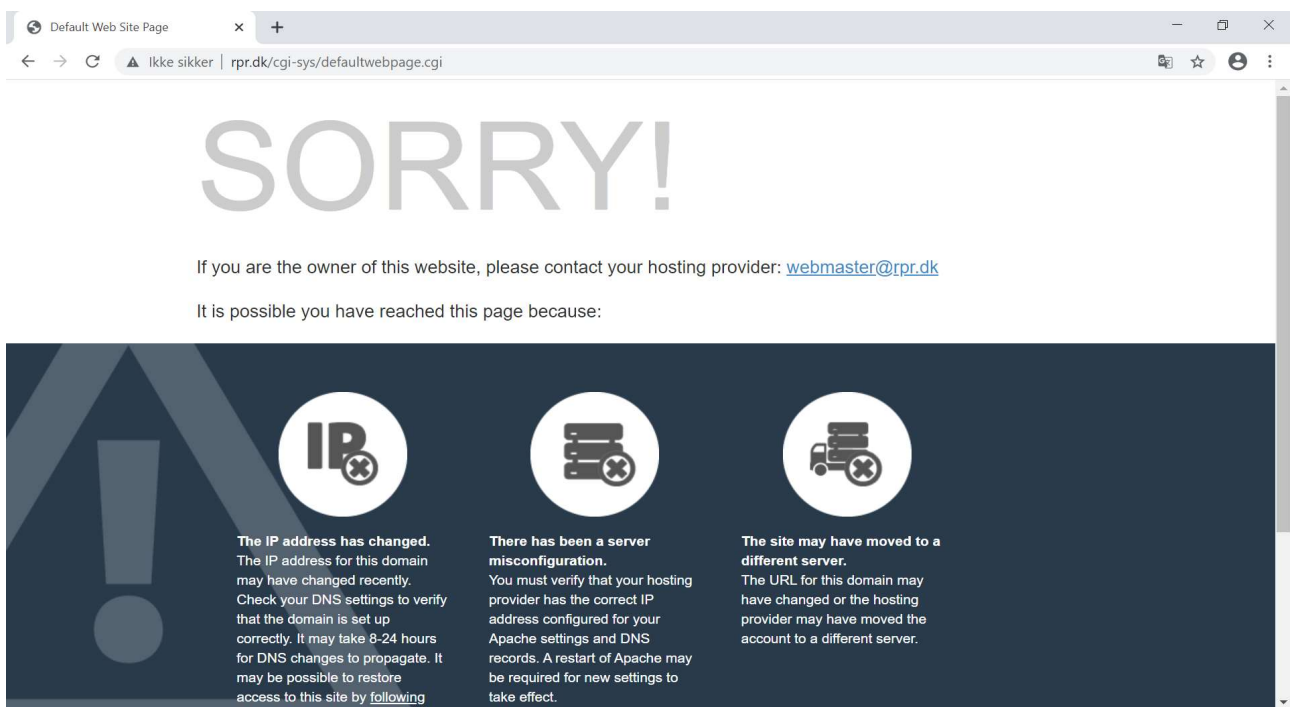 Default Web Site Page
Ikke sikker | rpr.dk/cgi-sys/defaultwebpage.cgi
SORRY!
If you are the owner of this website, please contact your hosting provider: webmaster@rpr.dk
It is possible you have reached this page because:
IP
The IP address has changed.
The IP address for this domain
may have changed recently.
Check your DNS settings to verify
that the domain is set up
correctly. It may take 8-24 hours
for DNS changes to propagate. It
may be possible to restore
access to this site by following
There has been a server
misconfiguration.
You must verify that your hosting
provider has the correct IP
address configured for your
Apache settings and DNS
records. A restart of Apache may
be required for new settings to
take effect.
The site may have moved to a
different server.
The URL for this domain may
have changed or the hosting
provider may have moved the
account to a different server.